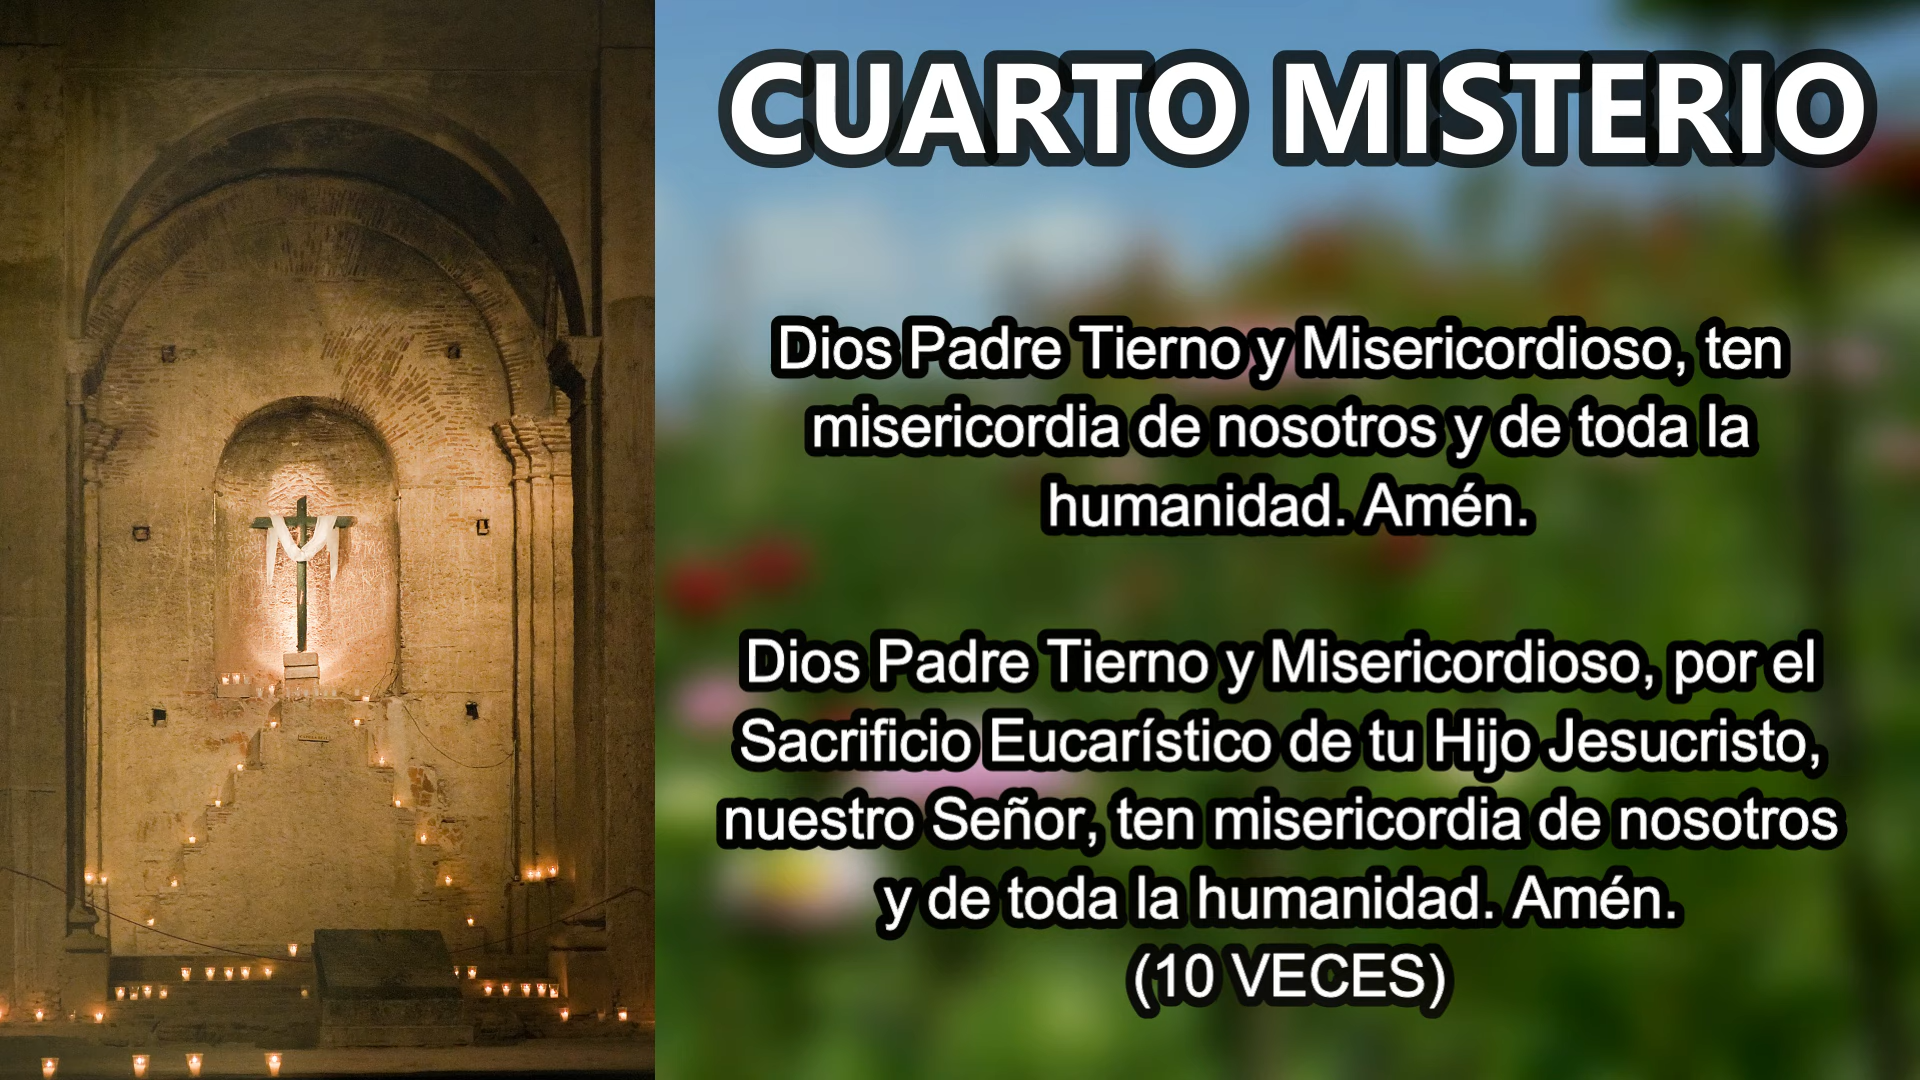 CUARTO MISTERIO
Dios Padre Tierno y Misericordioso, ten
misericordia de nosotros y de toda la
humanidad. Amén.
Dios Padre Tierno y Misericordioso, por el
Sacrificio Eucarístico de tu Hijo Jesucristo,
nuestro Señor, ten misericordia de nosotros
y de toda la humanidad. Amén.
(10 VECES)